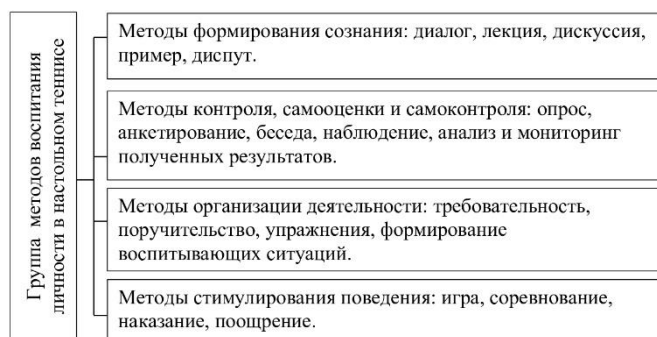 Группа методов воспитания
личности в настольном теннисе
Методы формирования сознания: диалог, лекция, дискуссия,
пример, диспут.
Методы контроля, самооценки и самоконтроля: опрос,
анкетирование, беседа, наблюдение, анализ и мониторинг
полученных результатов.
Методы организации деятельности: требовательность,
поручительство, упражнения, формирование
воспитывающих ситуаций.
Методы стимулирования поведения: игра, соревнование,
наказание, поощрение.